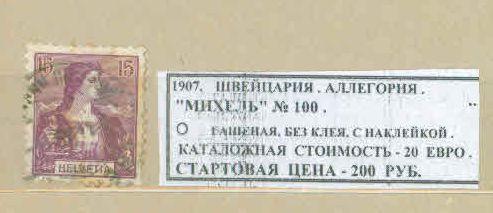 15 15
HELVETIA
1907. ШВЕЙЦАРИЯ. АЛЛЕГОРИЯ.
"МИХЕЛЬ" № 100.
ГАШЕНАЯ, БЕЗ КЛЕЯ, С НАКЛЕЙКОЙ.
КАТАЛОЖНАЯ СТОИМОСТЬ - 20 ЕВРО.
СТАРТОВАЯ ЦЕНА - 200 РУБ.